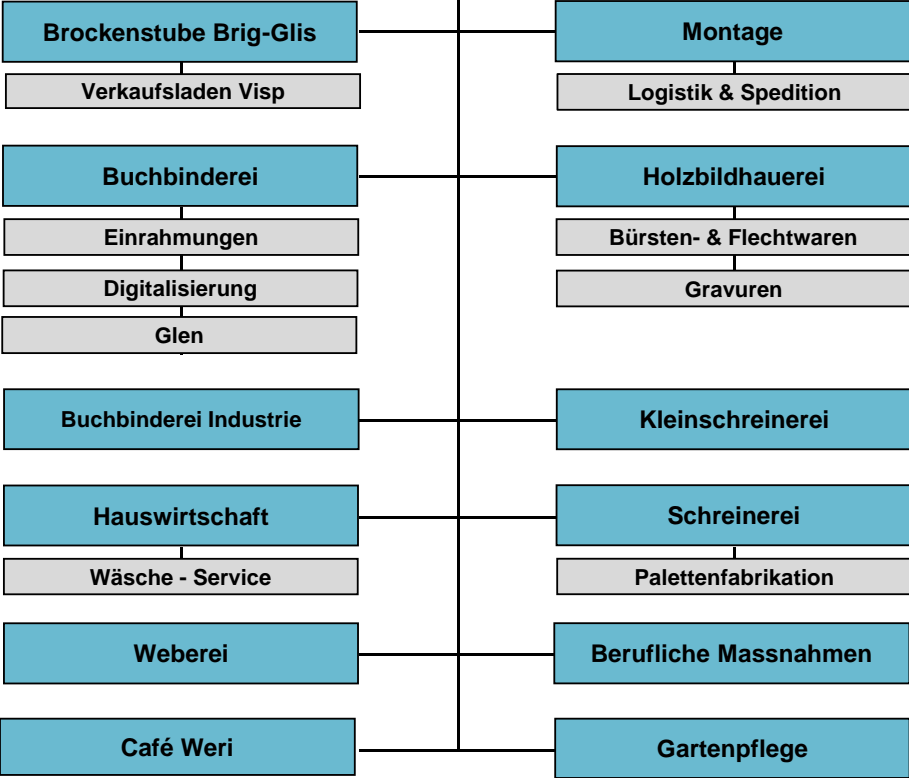 Brockenstube Brig-Glis
Verkaufsladen Visp
Buchbinderei
Einrahmungen
Digitalisierung
Glen
Buchbinderei Industrie
Hauswirtschaft
Wäsche - Service
Weberei
Café Weri
Montage
Logistik & Spedition
Holzbildhauerei
Bürsten- & Flechtwaren
Gravuren
Kleinschreinerei
Schreinerei
Palettenfabrikation
Berufliche Massnahmen
Gartenpflege